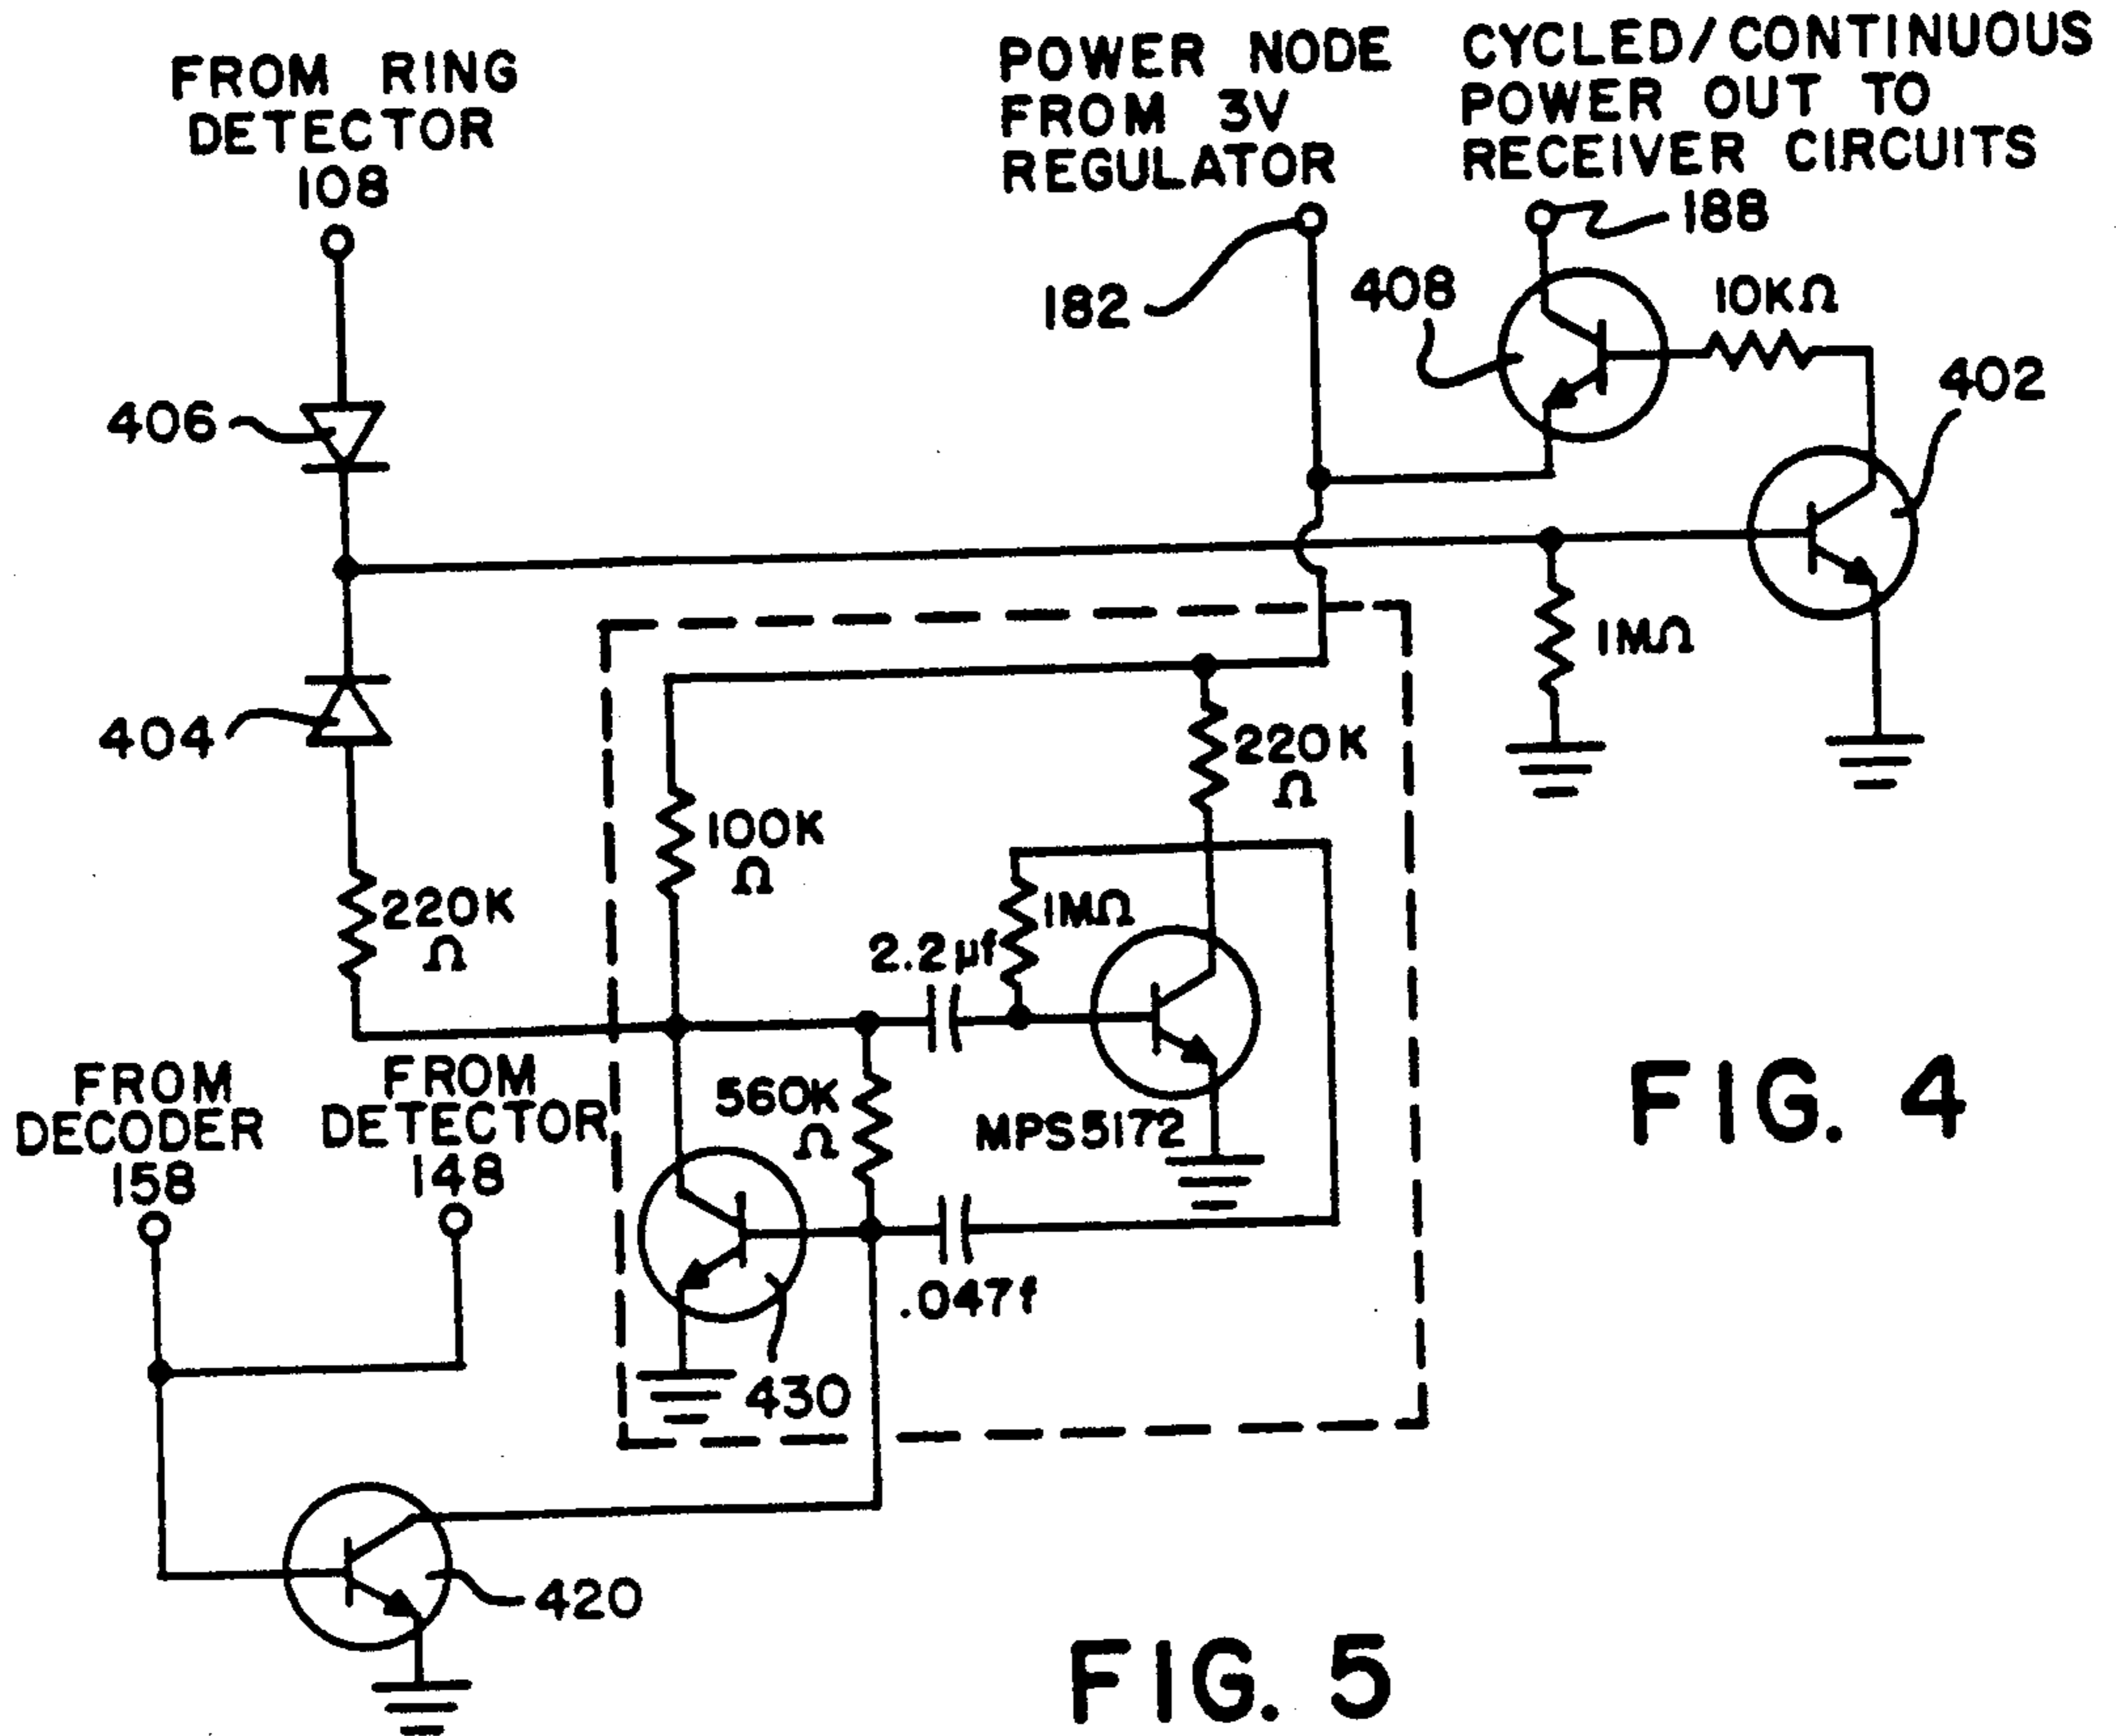 FROM RING
DETECTOR
108
POWER NODE
FROM 3V
REGULATOR
CYCLED/CONTINUOUS
POWER OUT TO
RECEIVER CIRCUITS
188
182
408
10KΩ
402
406
1MΩ
404
220K
Ω
100K
Ω
1MΩ
220K
Ω
2.2µf
FROM
DECODER
158
FROM
DETECTOR
148
560K
Ω
MPS5172
FIG. 4
.047f
430
420
FIG. 5